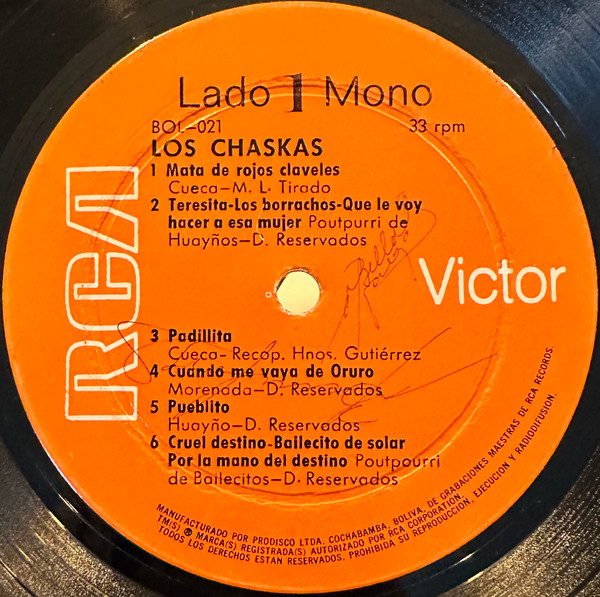 Lado 1 Mono
BOL-021 33 rpm
LOS CHASKAS
1 Mata de rojos claveles
Cueca-M. L. Tirado
2 Teresita-Los borrachos-Que le voy
hacer a esa mujer Poutpurri de
Huayños-D. Reservados
RCA
Victor
3 Padillita
Cueca-Recop. Hnos. Gutiérrez
4 Cuando me vaya de Oruro
Morenada-D. Reservados
5 Pueblito
Huayño-D. Reservados
6 Cruel destino-Bailecito de solar
Por la mano del destino Poutpourri
de Bailecitos-D. Reservados
MANUFACTURADO POR PRODISCO LTDA. COCHABAMBA, BOLIVA, DE GRABACIONES MAESTRAS DE RCA RECORDS
TM(S) ® MARCA(S) REGISTRADA(S) AUTORIZADO POR RCA CORPORATION.
TODOS LOS DERECHOS ESTAN RESERVADOS. PROHIBIDA SU REPRODUCCION, EJECUCION Y RADIODIFUSION.